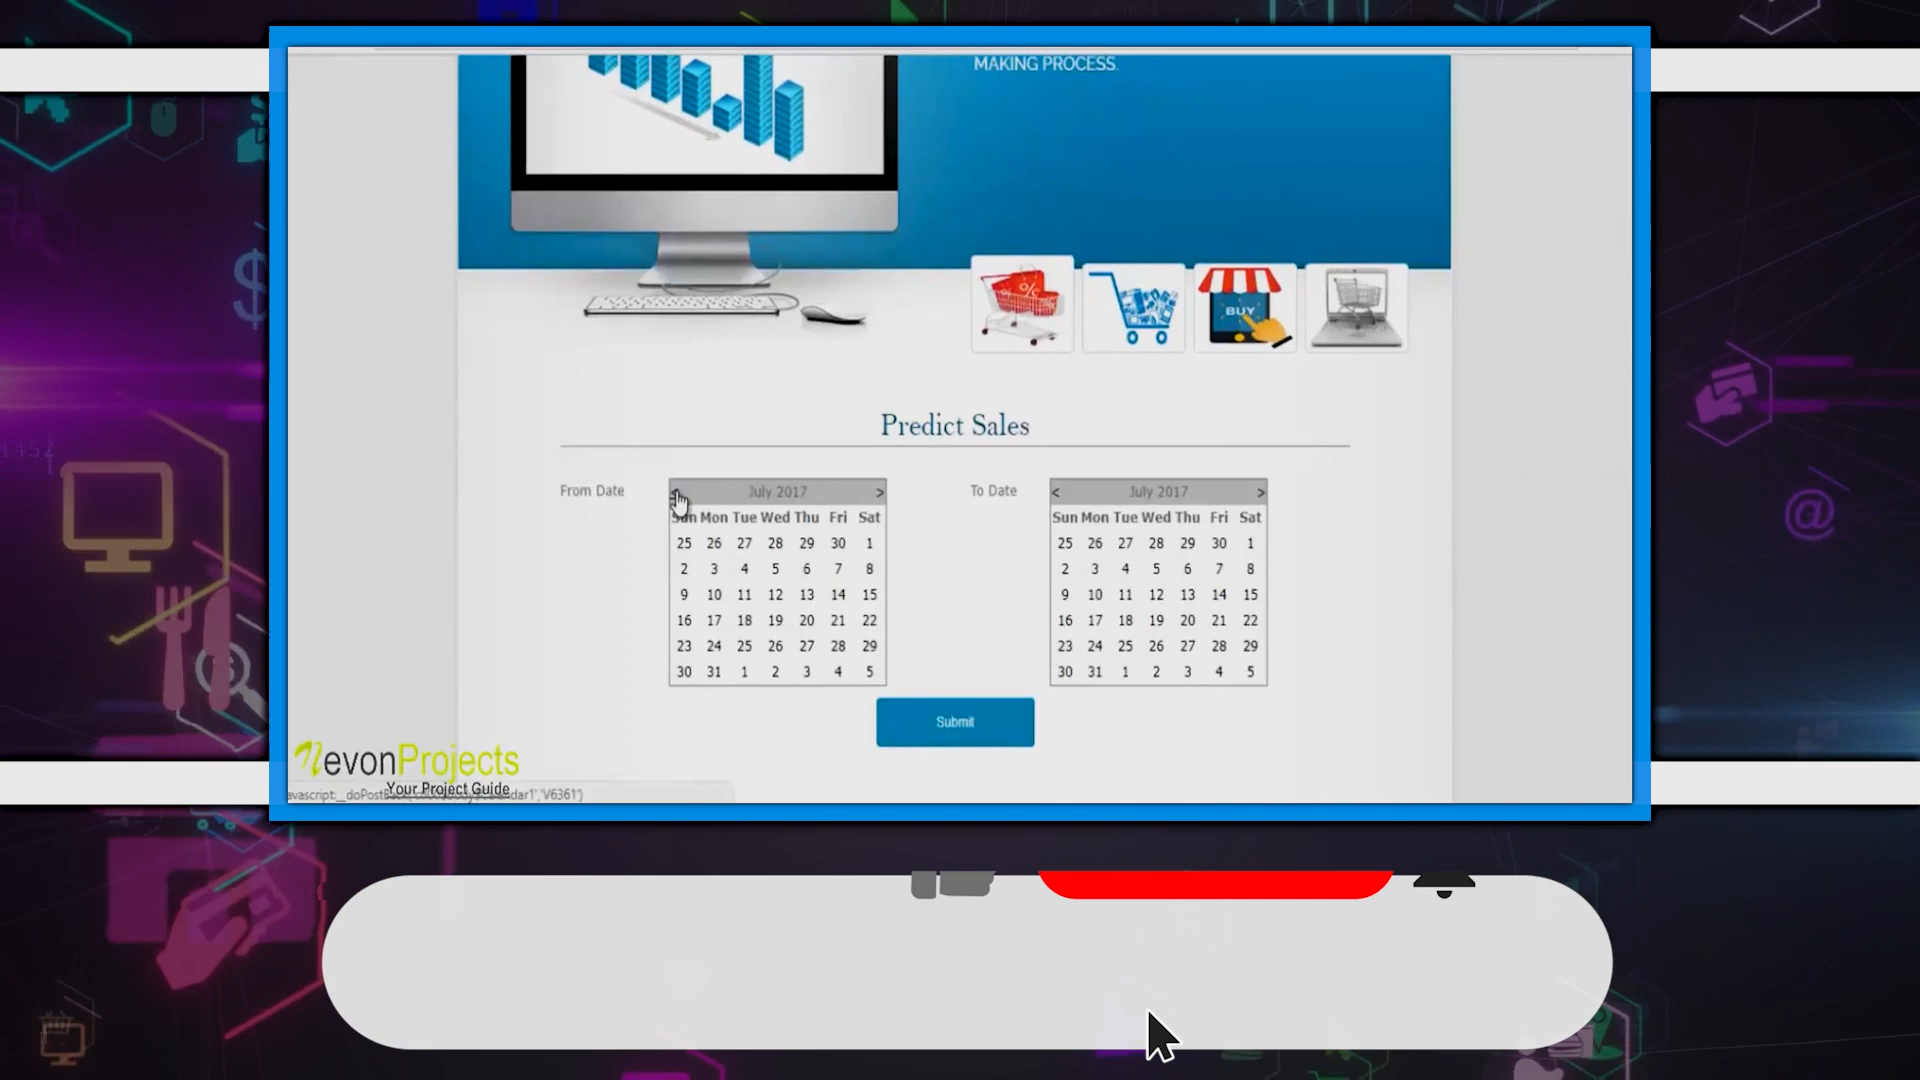 MAKING PROCESS.
BUY
Predict Sales
From Date
< July 2017 >
Sun Mon Tue Wed Thu Fri Sat
25 26 27 28 29 30 1
2 3 4 5 6 7 8
9 10 11 12 13 14 15
16 17 18 19 20 21 22
23 24 25 26 27 28 29
30 31 1 2 3 4 5
To Date
< July 2017 >
Sun Mon Tue Wed Thu Fri Sat
25 26 27 28 29 30 1
2 3 4 5 6 7 8
9 10 11 12 13 14 15
16 17 18 19 20 21 22
23 24 25 26 27 28 29
30 31 1 2 3 4 5
Submit
NevonProjects
Your Project Guide
1452
$
@